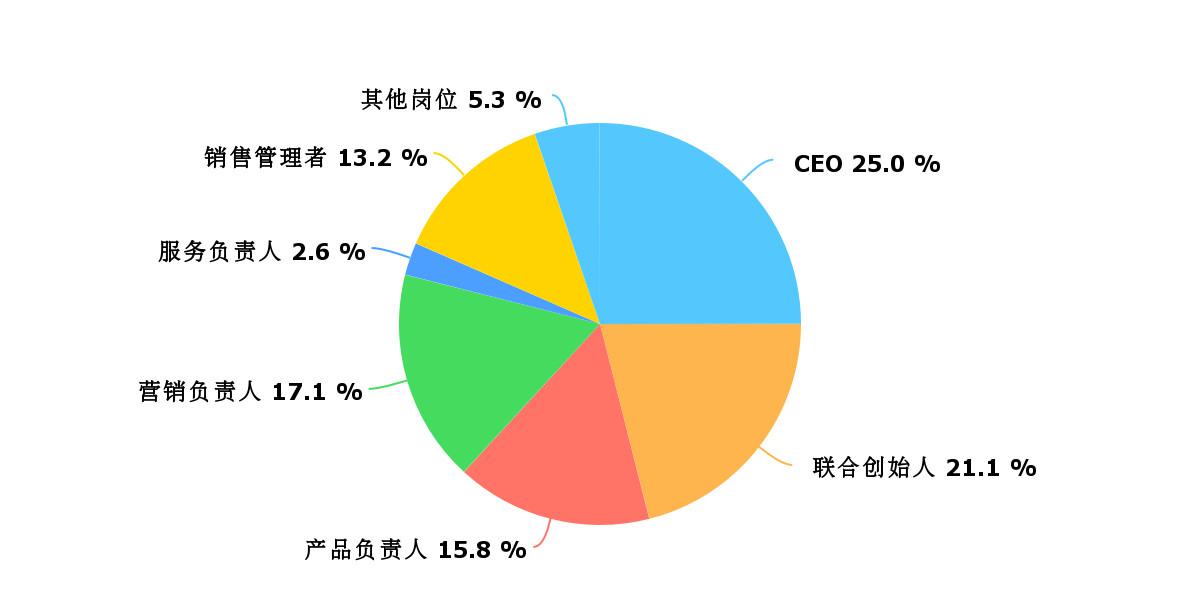 其他岗位 5.3 %
销售管理者 13.2 %
CEO 25.0 %
服务负责人 2.6 %
营销负责人 17.1 %
联合创始人 21.1 %
产品负责人 15.8 %